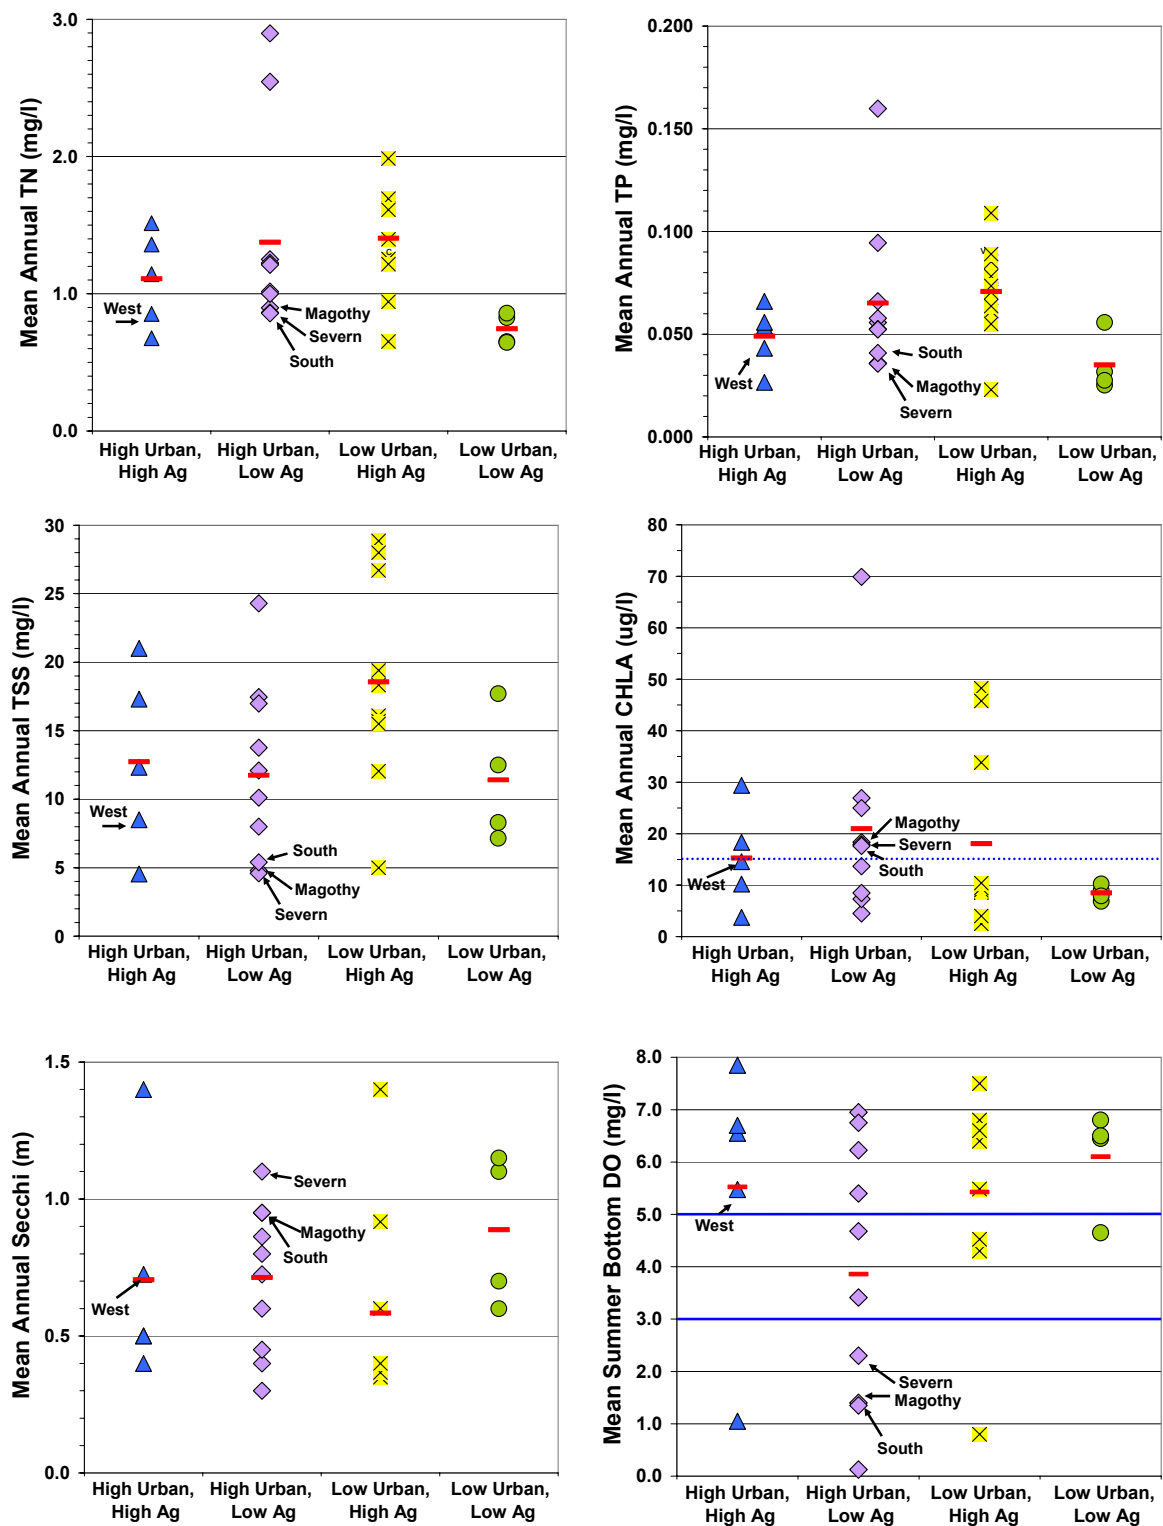 Mean Annual TN (mg/l)
3.0
2.0
1.0
0.0
West
Magothy
Severn
South
High Urban, High Urban, Low Urban, Low Urban,
High Ag Low Ag High Ag Low Ag
Mean Annual TP (mg/l)
0.200
0.150
0.100
0.050
0.000
West
South
Magothy
Severn
High Urban, High Urban, Low Urban, Low Urban,
High Ag Low Ag High Ag Low Ag
Mean Annual TSS (mg/l)
30
25
20
15
10
5
0
West
South
Magothy
Severn
High Urban, High Urban, Low Urban, Low Urban,
High Ag Low Ag High Ag Low Ag
Mean Annual CHLA (ug/l)
80
70
60
50
40
30
20
10
0
West
Magothy
Severn
South
High Urban, High Urban, Low Urban, Low Urban,
High Ag Low Ag High Ag Low Ag
Mean Annual Secchi (m)
1.5
1.0
0.5
0.0
West
Severn
Magothy
South
High Urban, High Urban, Low Urban, Low Urban,
High Ag Low Ag High Ag Low Ag
Mean Summer Bottom DO (mg/l)
8.0
7.0
6.0
5.0
4.0
3.0
2.0
1.0
0.0
West
Severn
Magothy
South
High Urban, High Urban, Low Urban, Low Urban,
High Ag Low Ag High Ag Low Ag